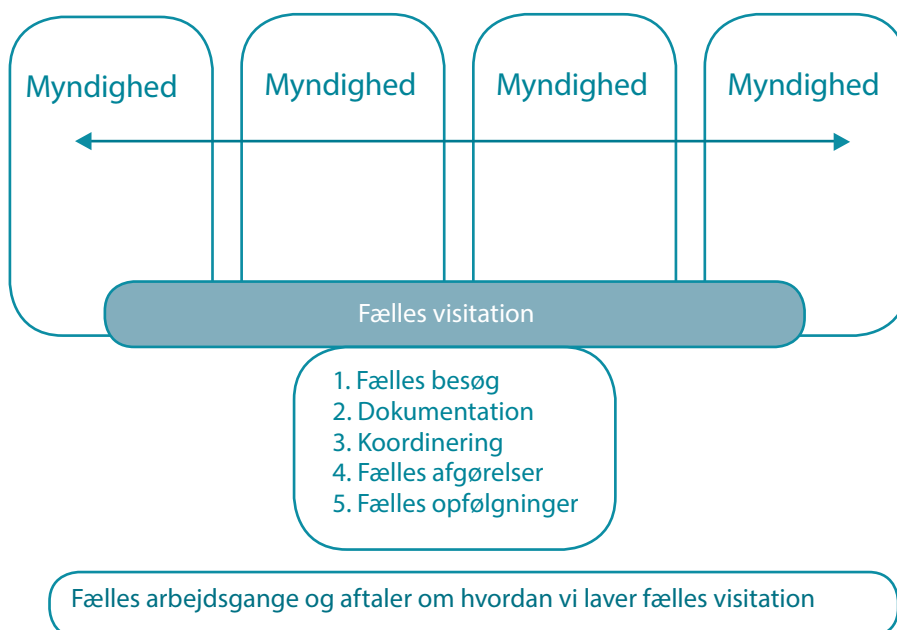 Myndighed
Myndighed
Myndighed
Myndighed
Fælles visitation
1. Fælles besøg
2. Dokumentation
3. Koordinering
4. Fælles afgørelser
5. Fælles opfølgninger
Fælles arbejdsgange og aftaler om hvordan vi laver fælles visitation